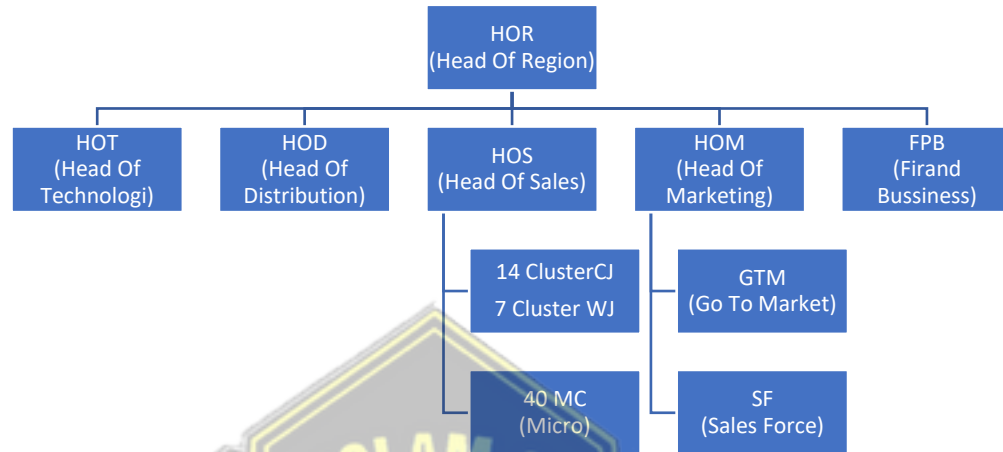 HOR
(Head Of Region)
HOT
(Head Of
Technologi)
HOD
(Head Of
Distribution)
HOS
(Head Of Sales)
HOM
(Head Of
Marketing)
FPB
(Firand
Bussiness)
14 ClusterCJ
7 Cluster WJ
GTM
(Go To Market)
40 MC
(Micro)
SF
(Sales Force)